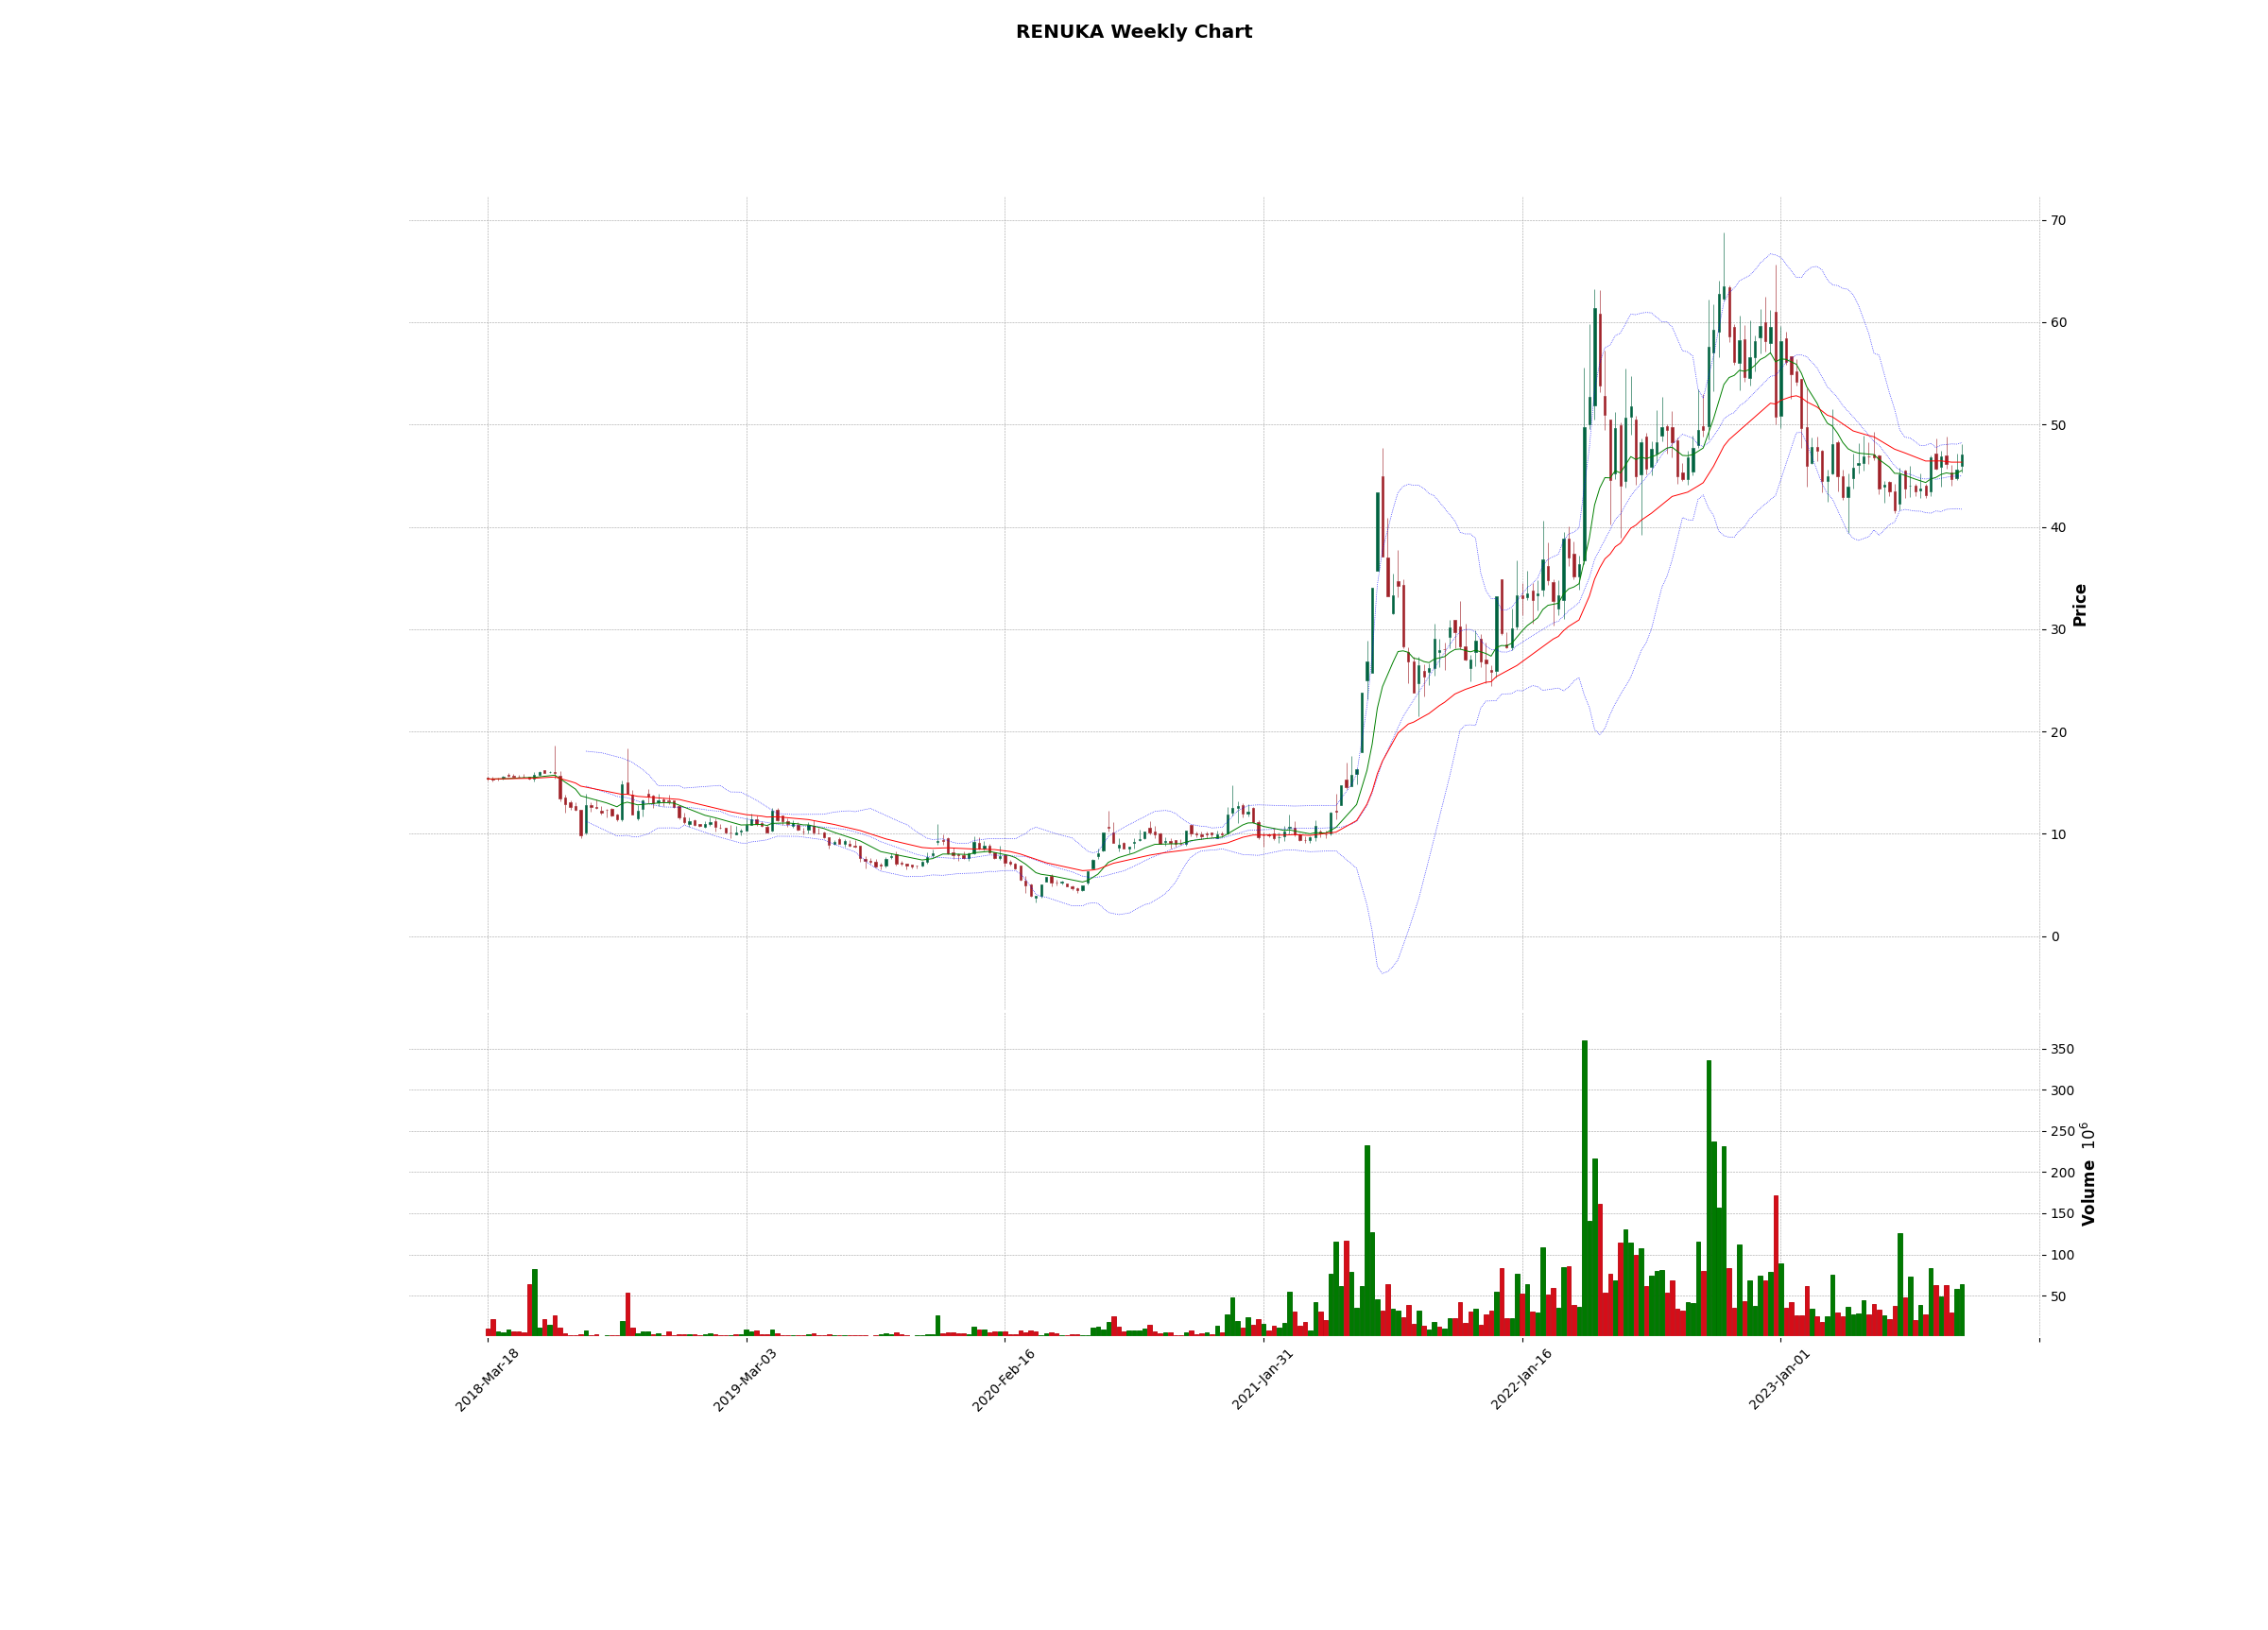 RENUKA Weekly Chart
70
60
50
40
30
20
10
0
Price
350
300
250
200
150
100
50
Volume 10⁶
2018-Mar-18
2019-Mar-03
2020-Feb-16
2021-Jan-31
2022-Jan-16
2023-Jan-01